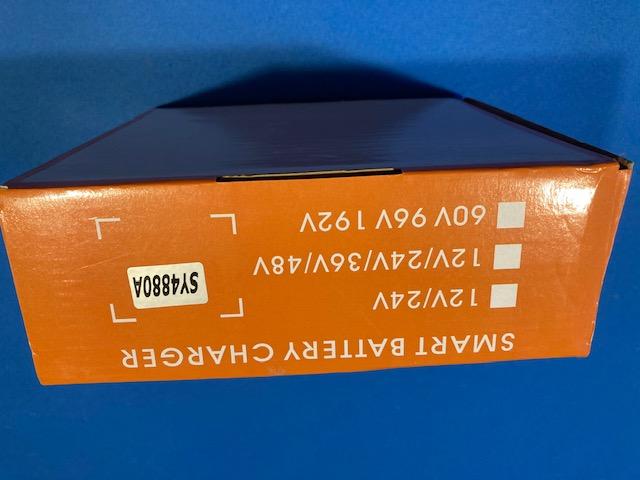 SMART BATTERY CHARGER
12V/24V
12V/24V/36V/48V
60V 96V 192V
SY4880A